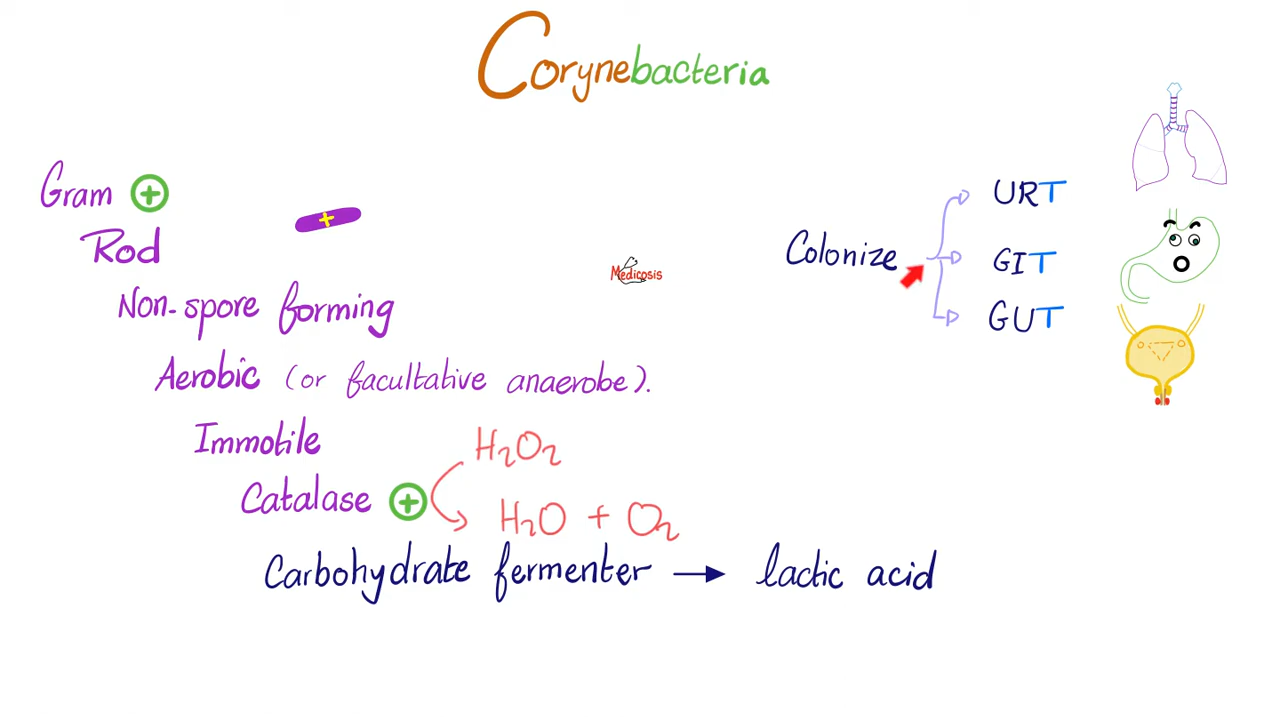 Corynebacteria
Gram +
Rod
+
Non-spore forming
Aerobic (or facultative anaerobe).
Immotile
Catalase +
H2O2
H2O + O2
Carbohydrate fermenter → lactic acid
Medicosis
Colonize
URT
GIT
GUT